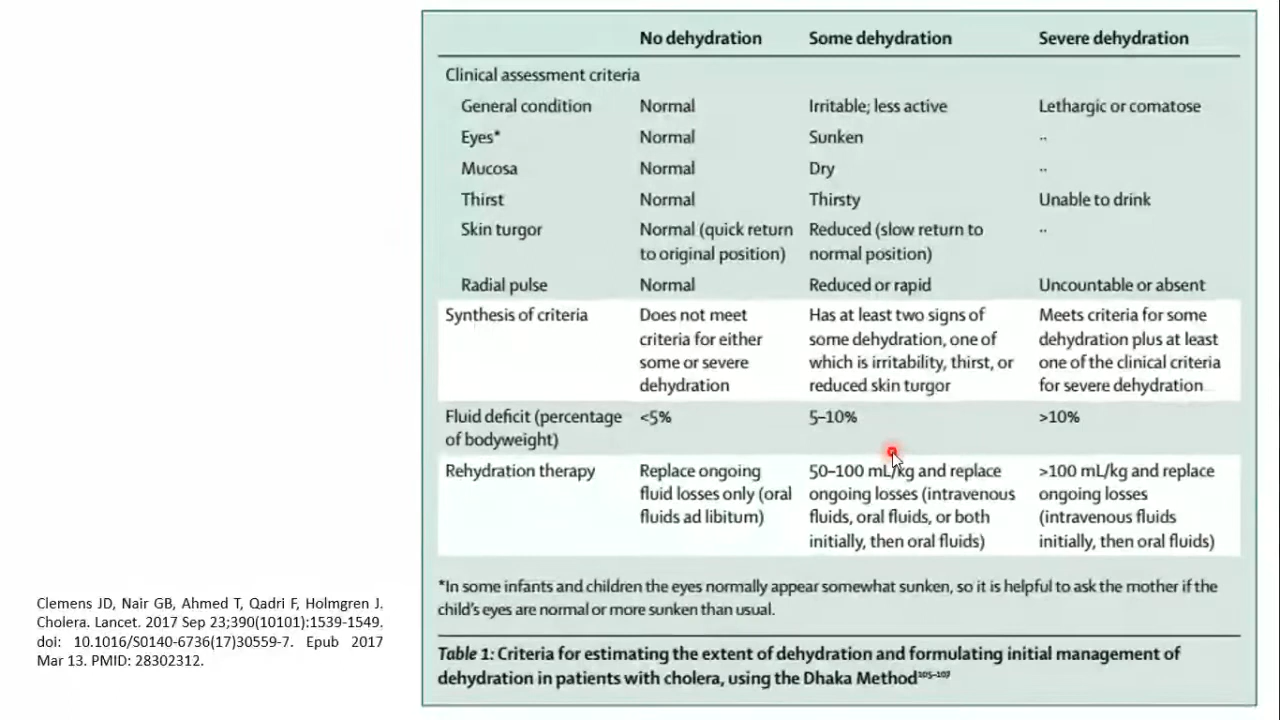 No dehydration Some dehydration Severe dehydration
Clinical assessment criteria
General condition Normal Irritable; less active Lethargic or comatose
Eyes* Normal Sunken ..
Mucosa Normal Dry ..
Thirst Normal Thirsty Unable to drink
Skin turgor Normal (quick return Reduced (slow return to ..
to original position) normal position)
Radial pulse Normal Reduced or rapid Uncountable or absent
Synthesis of criteria Does not meet Has at least two signs of Meets criteria for some
criteria for either some dehydration, one of dehydration plus at least
some or severe which is irritability, thirst, or one of the clinical criteria
dehydration reduced skin turgor for severe dehydration
Fluid deficit (percentage <5% 5–10% >10%
of bodyweight)
Rehydration therapy Replace ongoing 50–100 mL/kg and replace >100 mL/kg and replace
fluid losses only (oral ongoing losses (intravenous ongoing losses
fluids ad libitum) fluids, oral fluids, or both (intravenous fluids
initially, then oral fluids) initially, then oral fluids)
*In some infants and children the eyes normally appear somewhat sunken, so it is helpful to ask the mother if the
child's eyes are normal or more sunken than usual.
Table 1: Criteria for estimating the extent of dehydration and formulating initial management of
dehydration in patients with cholera, using the Dhaka Method105–107
Clemens JD, Nair GB, Ahmed T, Qadri F, Holmgren J.
Cholera. Lancet. 2017 Sep 23;390(10101):1539-1549.
doi: 10.1016/S0140-6736(17)30559-7. Epub 2017
Mar 13. PMID: 28302312.